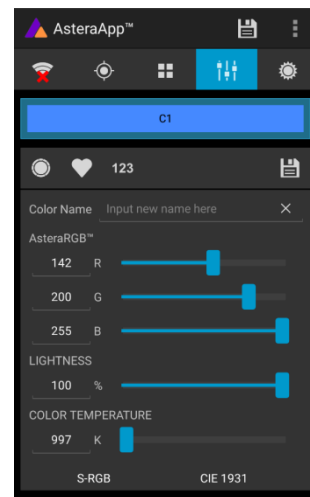 AsteraApp™
C1
123
Color Name Input new name here
AsteraRGB™
142 R
200 G
255 B
LIGHTNESS
100 %
COLOR TEMPERATURE
997 K
S-RGB CIE 1931